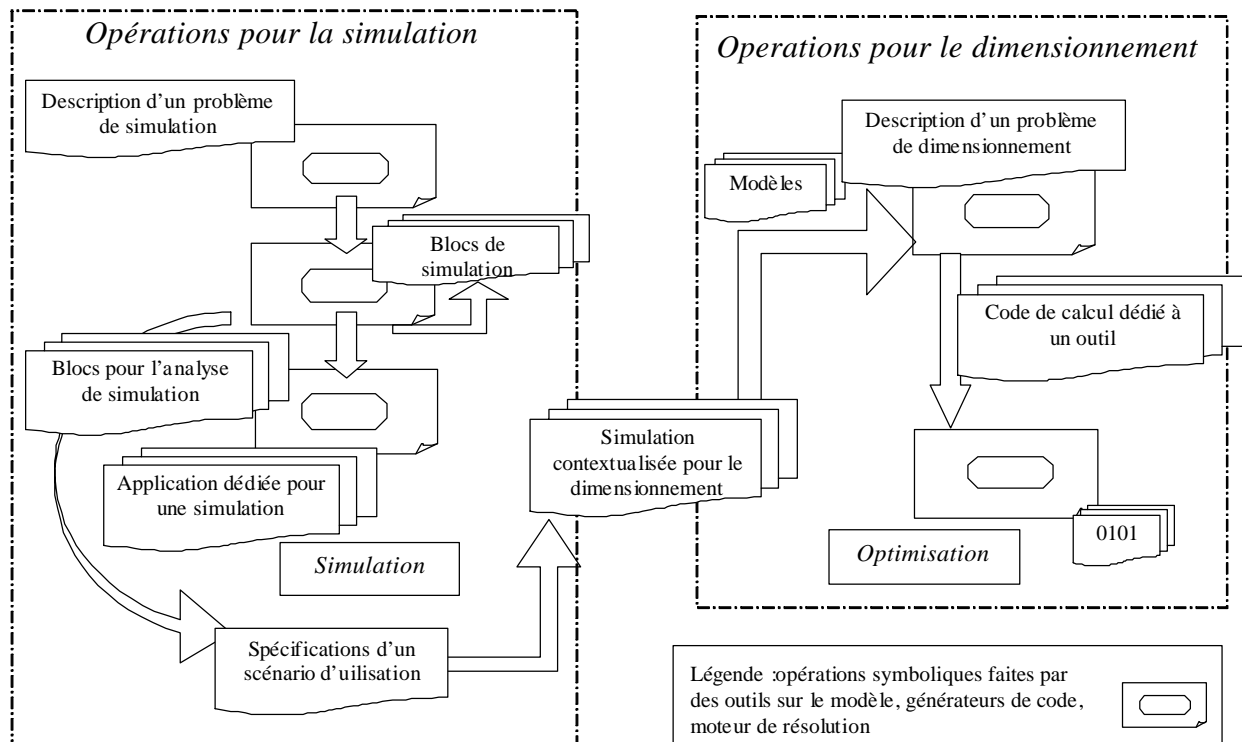 Opérations pour la simulation
Description d'un problème
de simulation
Blocs de
simulation
Blocs pour l'analyse
de simulation
Application dédiée pour
une simulation
Simulation
Spécifications d'un
scénario d'uilisation
Simulation
contextualisée pour le
dimensionnement
Operations pour le dimensionnement
Description d'un problème
de dimensionnement
Modèles
Code de calcul dédié à
un outil
0101
Optimisation
Légende :opérations symboliques faites par
des outils sur le modèle, générateurs de code,
moteur de résolution